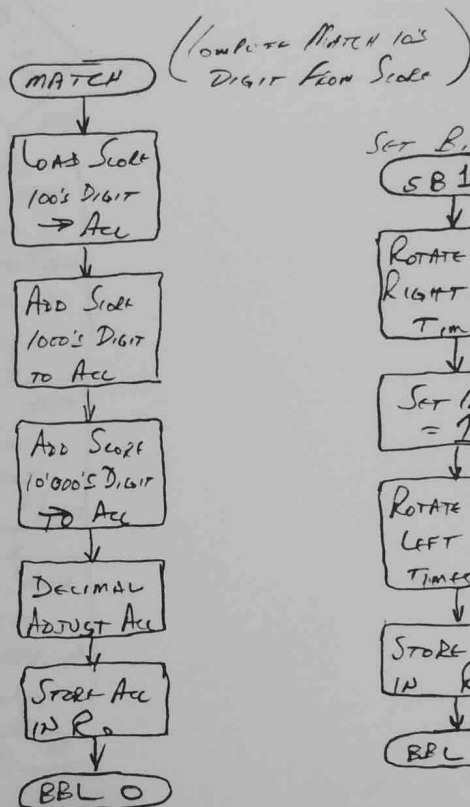 (COMPUTE MATCH 10's
DIGIT FROM SCORE)
MATCH
LOAD SCORE
100's DIGIT
→ ACC
ADD SCORE
1000's DIGIT
TO ACC
ADD SCORE
10'000's DIGIT
→ TO ACC
DECIMAL
ADJUST ACC
STORE ACC
IN R0
BBL 0
SET
SB1
ROTATE
RIGHT
SET
= 1
ROTATE
LEFT
TIMES
STORE
IN
BBL